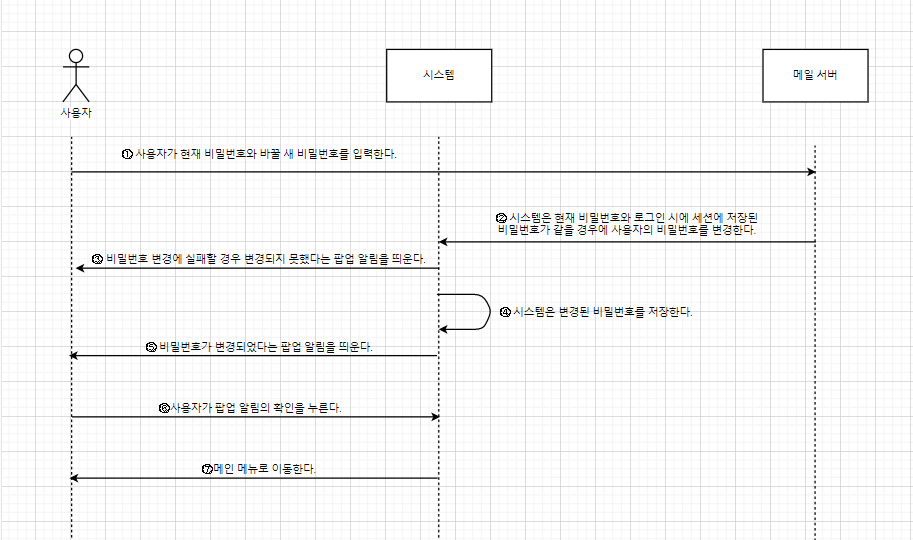 시스템
메일 서버
사용자
① 사용자가 현재 비밀번호와 바꿀 새 비밀번호를 입력한다.
② 시스템은 현재 비밀번호와 로그인 시에 세션에 저장된
비밀번호가 같을 경우에 사용자의 비밀번호를 변경한다.
③ 비밀번호 변경에 실패할 경우 변경되지 못했다는 팝업 알림을 띄운다.
④ 시스템은 변경된 비밀번호를 저장한다.
⑤ 비밀번호가 변경되었다는 팝업 알림을 띄운다.
⑥사용자가 팝업 알림의 확인을 누른다.
⑦메인 메뉴로 이동한다.